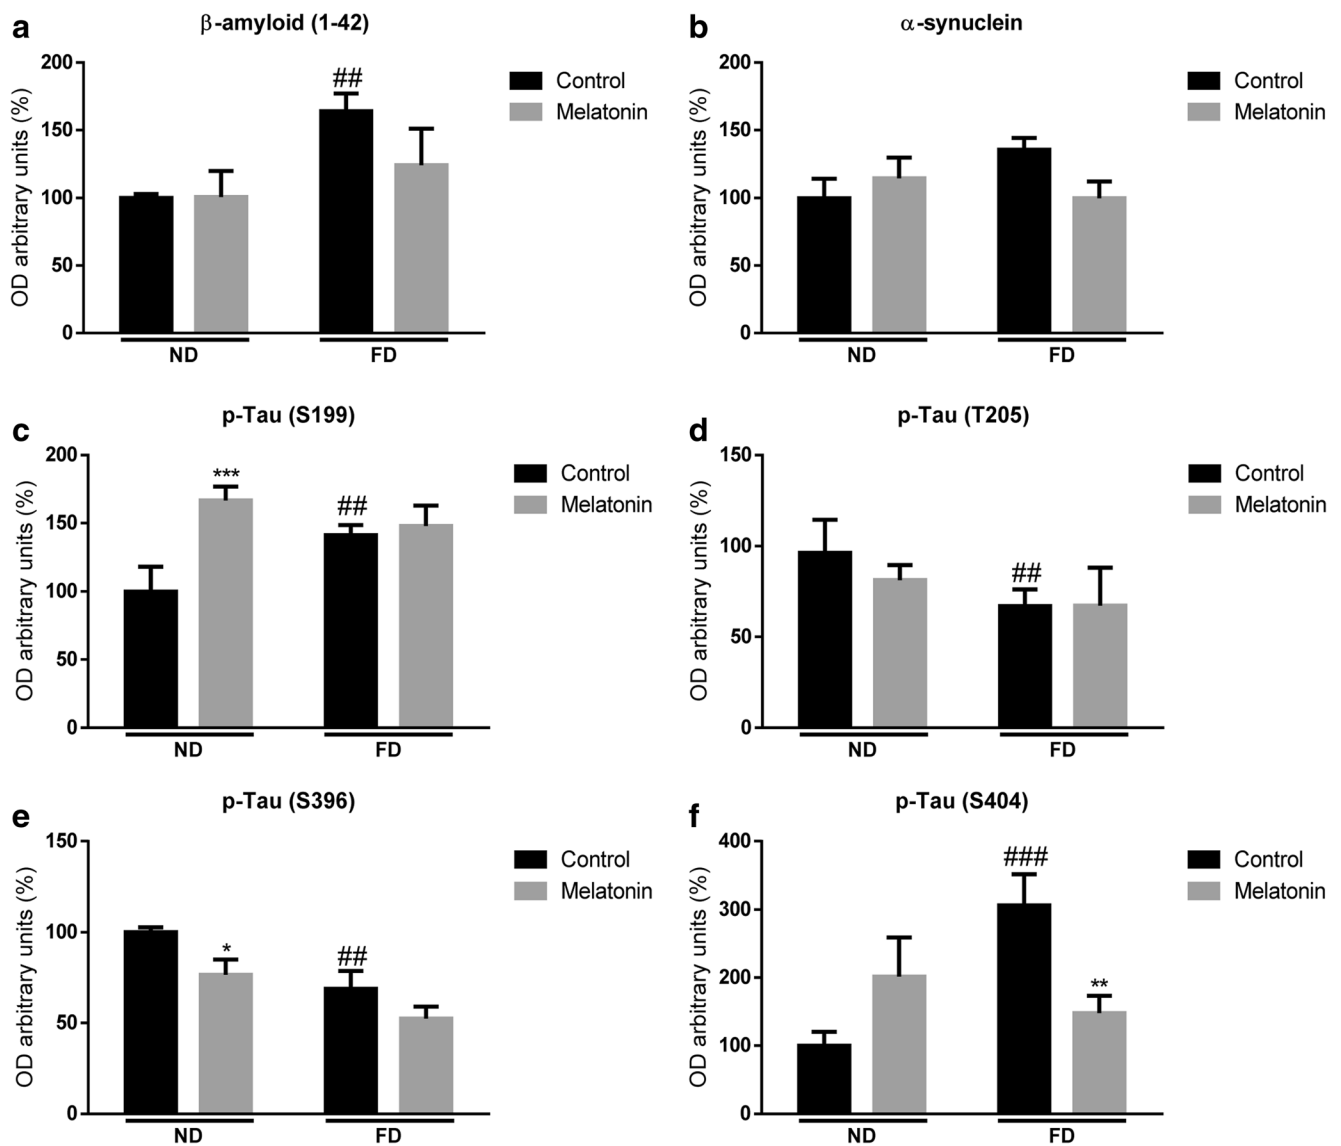 a
β-amyloid (1-42)
OD arbitrary units (%)
200
150
100
50
0
##
ND
FD
Control
Melatonin
b
α-synuclein
OD arbitrary units (%)
200
150
100
50
0
ND
FD
Control
Melatonin
c
p-Tau (S199)
OD arbitrary units (%)
200
150
100
50
0
***
##
ND
FD
Control
Melatonin
d
p-Tau (T205)
OD arbitrary units (%)
150
100
50
0
##
ND
FD
Control
Melatonin
e
p-Tau (S396)
OD arbitrary units (%)
150
100
50
0
*
##
ND
FD
Control
Melatonin
f
p-Tau (S404)
OD arbitrary units (%)
400
300
200
100
0
###
**
ND
FD
Control
Melatonin